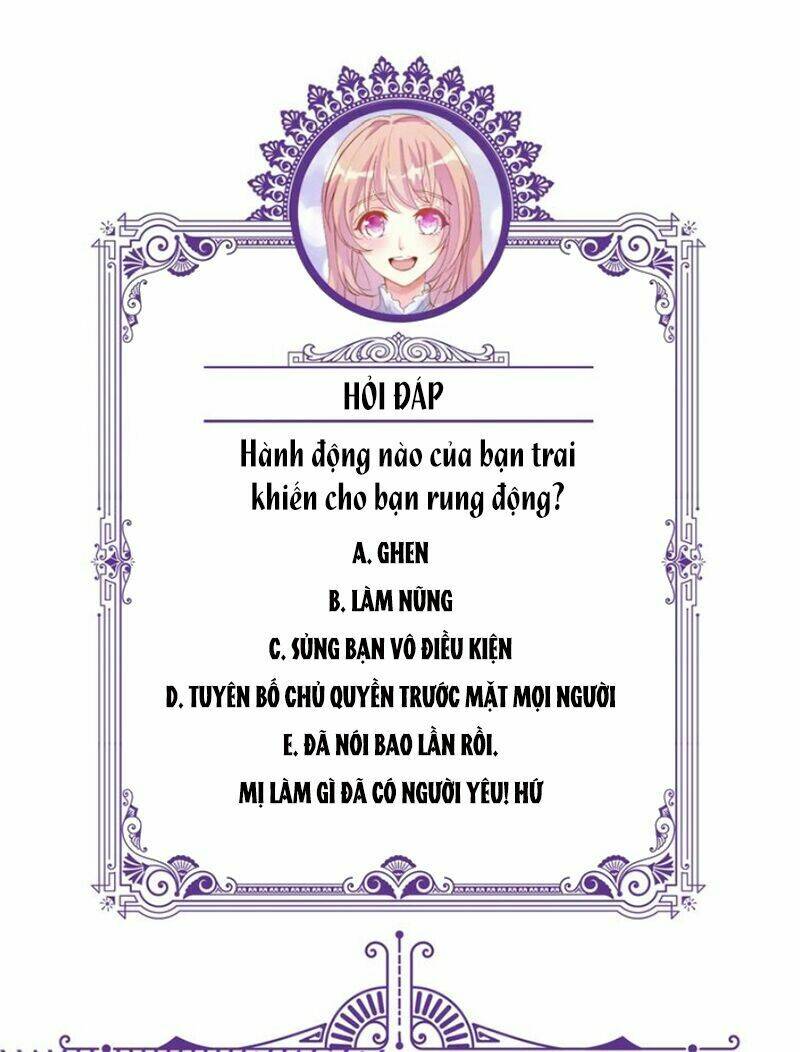 HỎI ĐÁP
Hành động nào của bạn trai
khiến cho bạn rung động?
A. GHEN
B. LÀM NŨNG
C. SỦNG BẠN VÔ ĐIỀU KIỆN
D. TUYÊN BỐ CHỦ QUYỀN TRƯỚC MẶT MỌI NGƯỜI
E. ĐÃ NÓI BAO LẦN RỒI.
MỊ LÀM GÌ ĐÃ CÓ NGƯỜI YÊU! HỨ